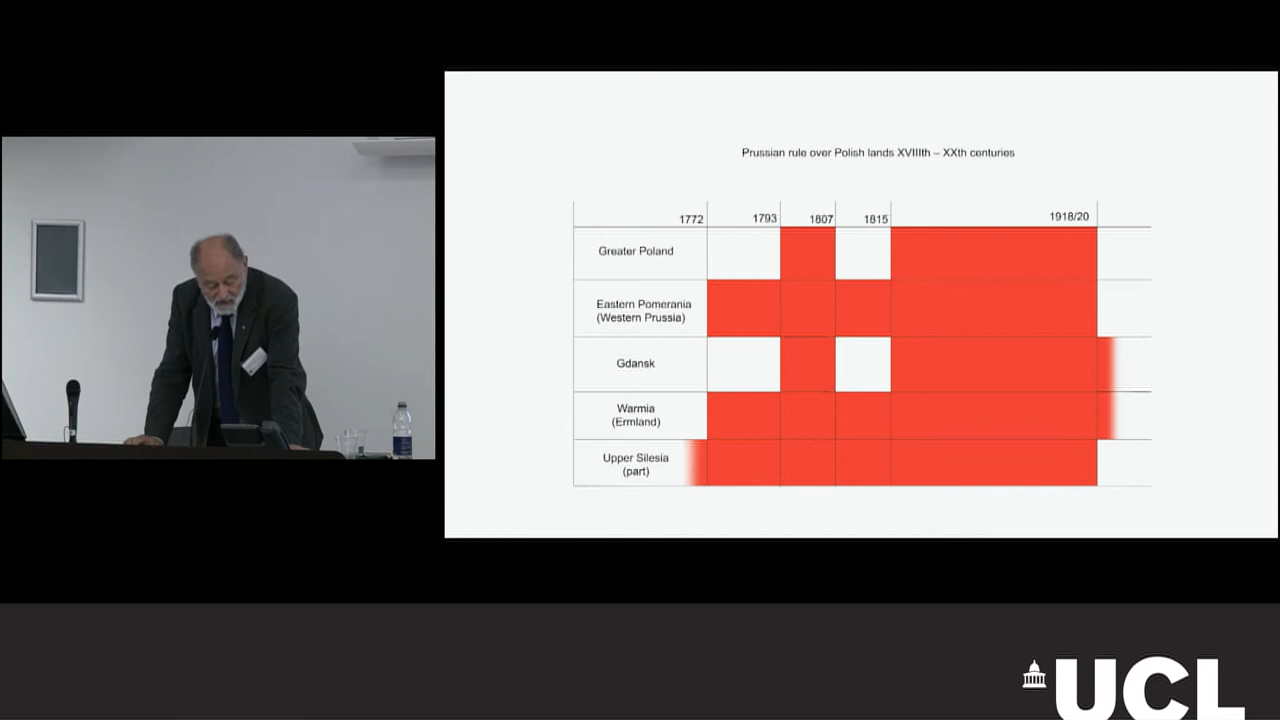 Prussian rule over Polish lands XVIIIth – XXth centuries
1772 1793 1807 1815 1918/20
Greater Poland
Eastern Pomerania
(Western Prussia)
Gdansk
Warmia
(Ermland)
Upper Silesia
(part)
UCL